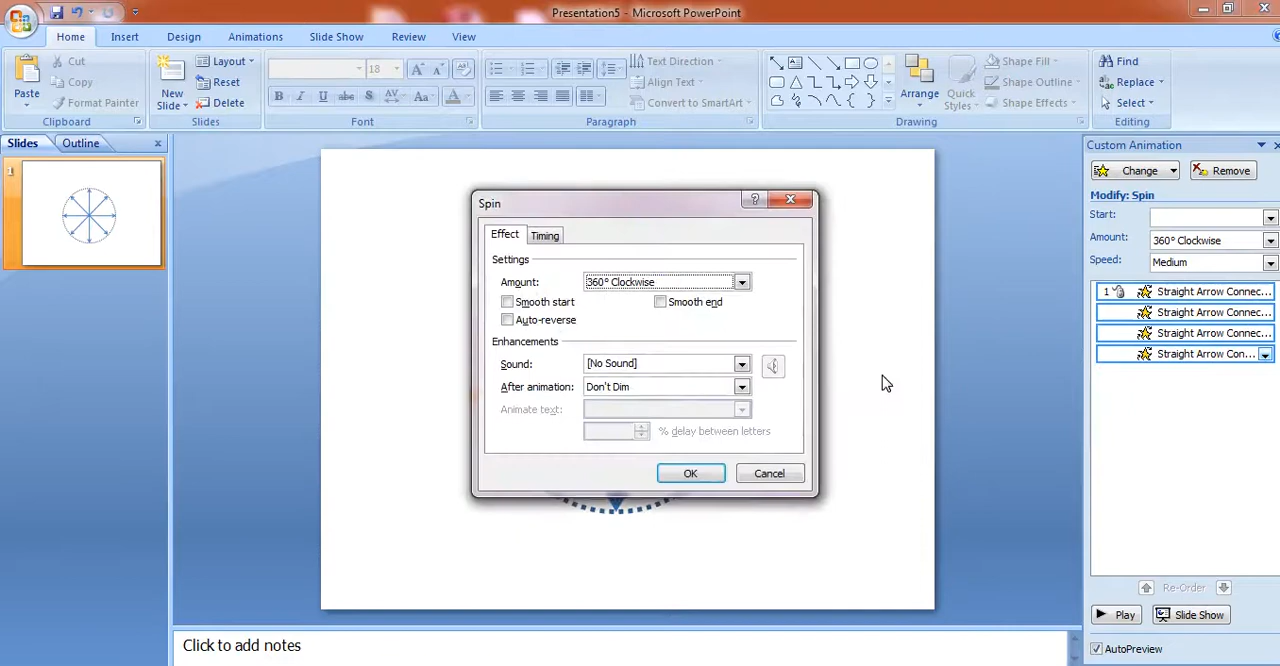 Presentation5 - Microsoft PowerPoint
Home Insert Design Animations Slide Show Review View
Paste
Cut
Copy
Format Painter
Clipboard
New Slide
Layout
Reset
Delete
Slides
18
B I U abc S AV Aa A
Font
Text Direction
Align Text
Convert to SmartArt
Paragraph
Arrange
Quick Styles
Shape Fill
Shape Outline
Shape Effects
Drawing
Find
Replace
Select
Editing
Slides Outline
1
Spin
Effect Timing
Settings
Amount: 360° Clockwise
Smooth start Smooth end
Auto-reverse
Enhancements
Sound: [No Sound]
After animation: Don't Dim
Animate text:
% delay between letters
OK Cancel
Custom Animation
Change Remove
Modify: Spin
Start:
Amount: 360° Clockwise
Speed: Medium
1 Straight Arrow Connec...
Straight Arrow Connec...
Straight Arrow Connec...
Straight Arrow Con...
Re-Order
Play Slide Show
AutoPreview
Click to add notes